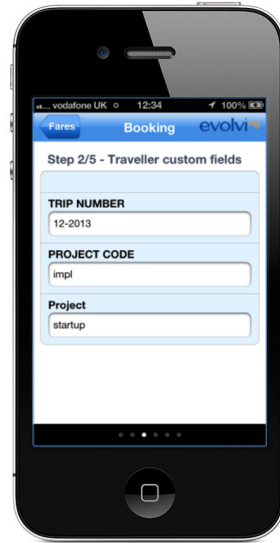 vodafone UK 12:34 100%
Fares Booking evolvi
Step 2/5 - Traveller custom fields
TRIP NUMBER
12-2013
PROJECT CODE
impl
Project
startup